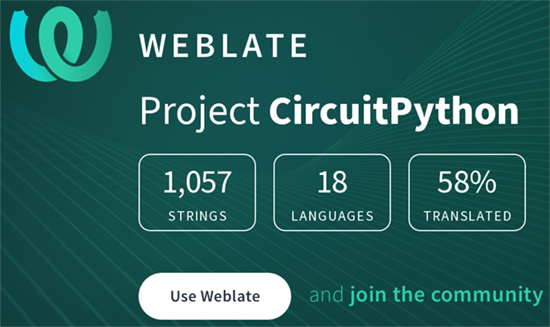 WEBLATE
Project CircuitPython
1,057 18 58%
STRINGS LANGUAGES TRANSLATED
Use Weblate and join the community